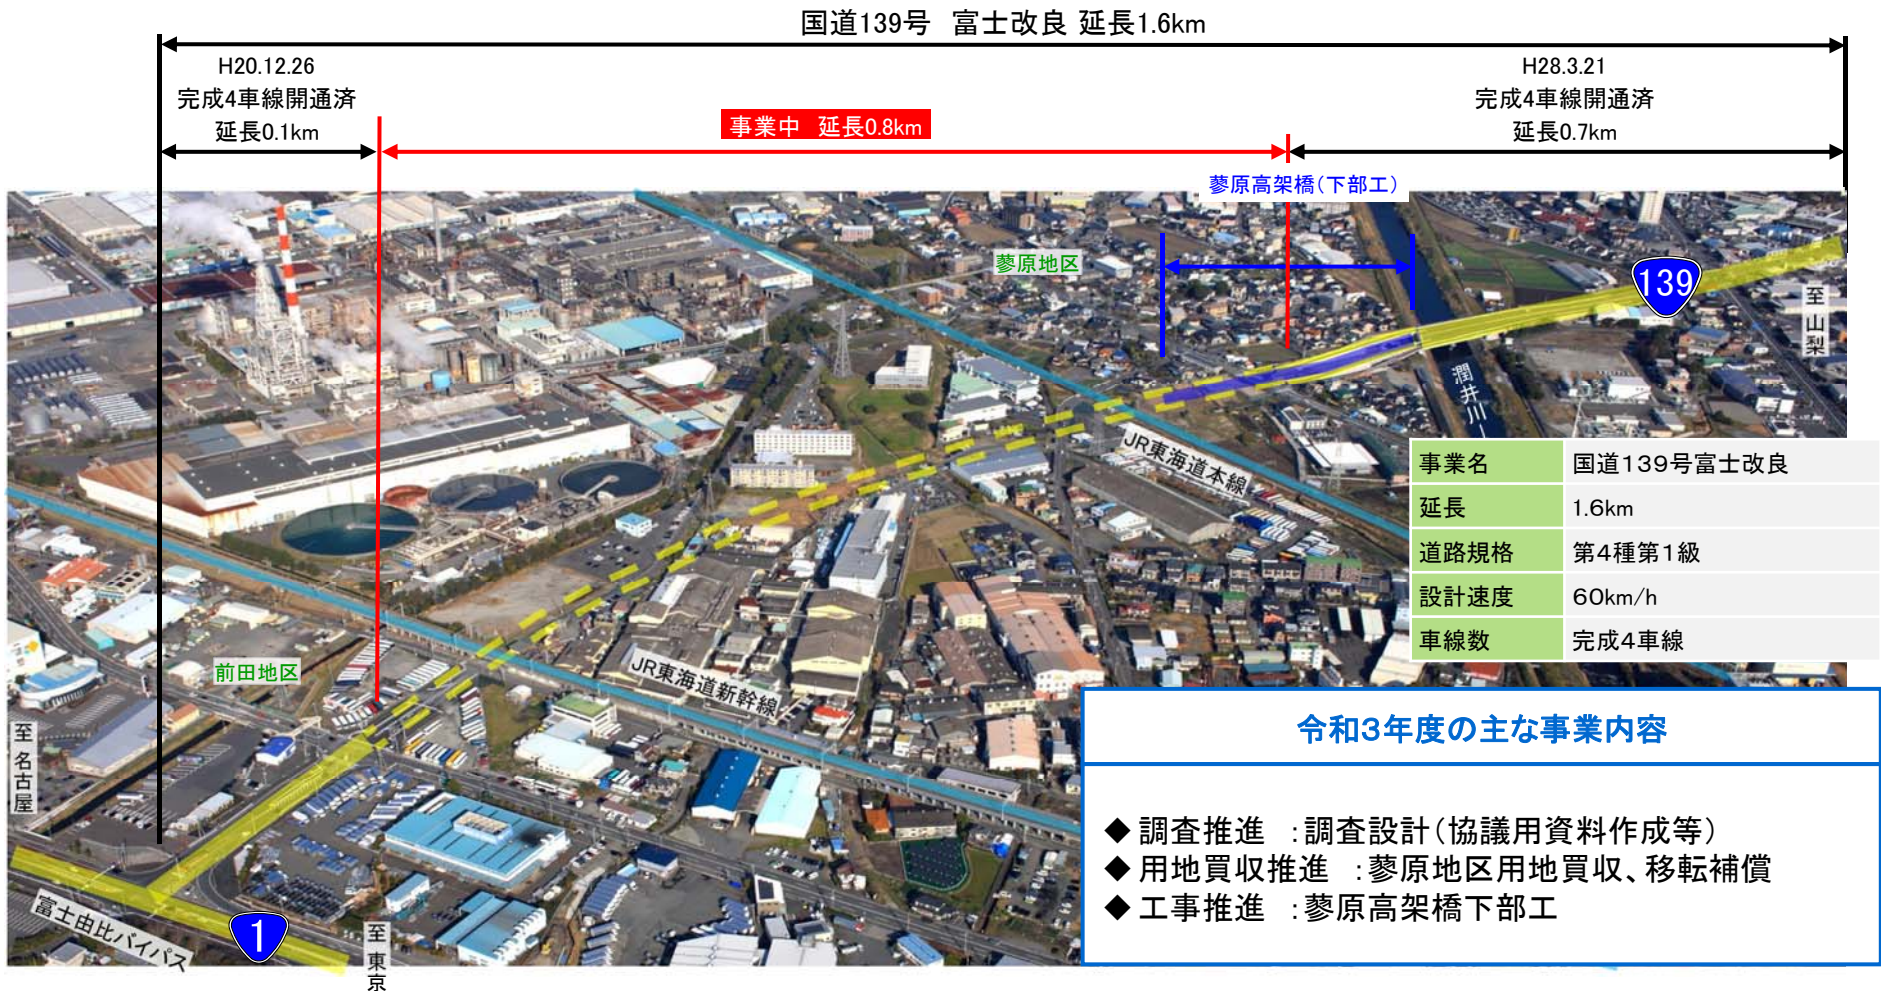 国道139号　富士改良 延長1.6km
H20.12.26
完成4車線開通済
延長0.1km
事業中　延長0.8km
H28.3.21
完成4車線開通済
延長0.7km
蓼原高架橋（下部工）
蓼原地区
139
至 山梨
潤井川
JR東海道本線
事業名 国道139号富士改良
延長 1.6km
道路規格 第4種第1級
設計速度 60km/h
車線数 完成4車線
前田地区
JR東海道新幹線
至 名古屋
富士由比バイパス
1
至 東京
令和3年度の主な事業内容
◆ 調査推進　：調査設計（協議用資料作成等）
◆ 用地買収推進　：蓼原地区用地買収、移転補償
◆ 工事推進　：蓼原高架橋下部工